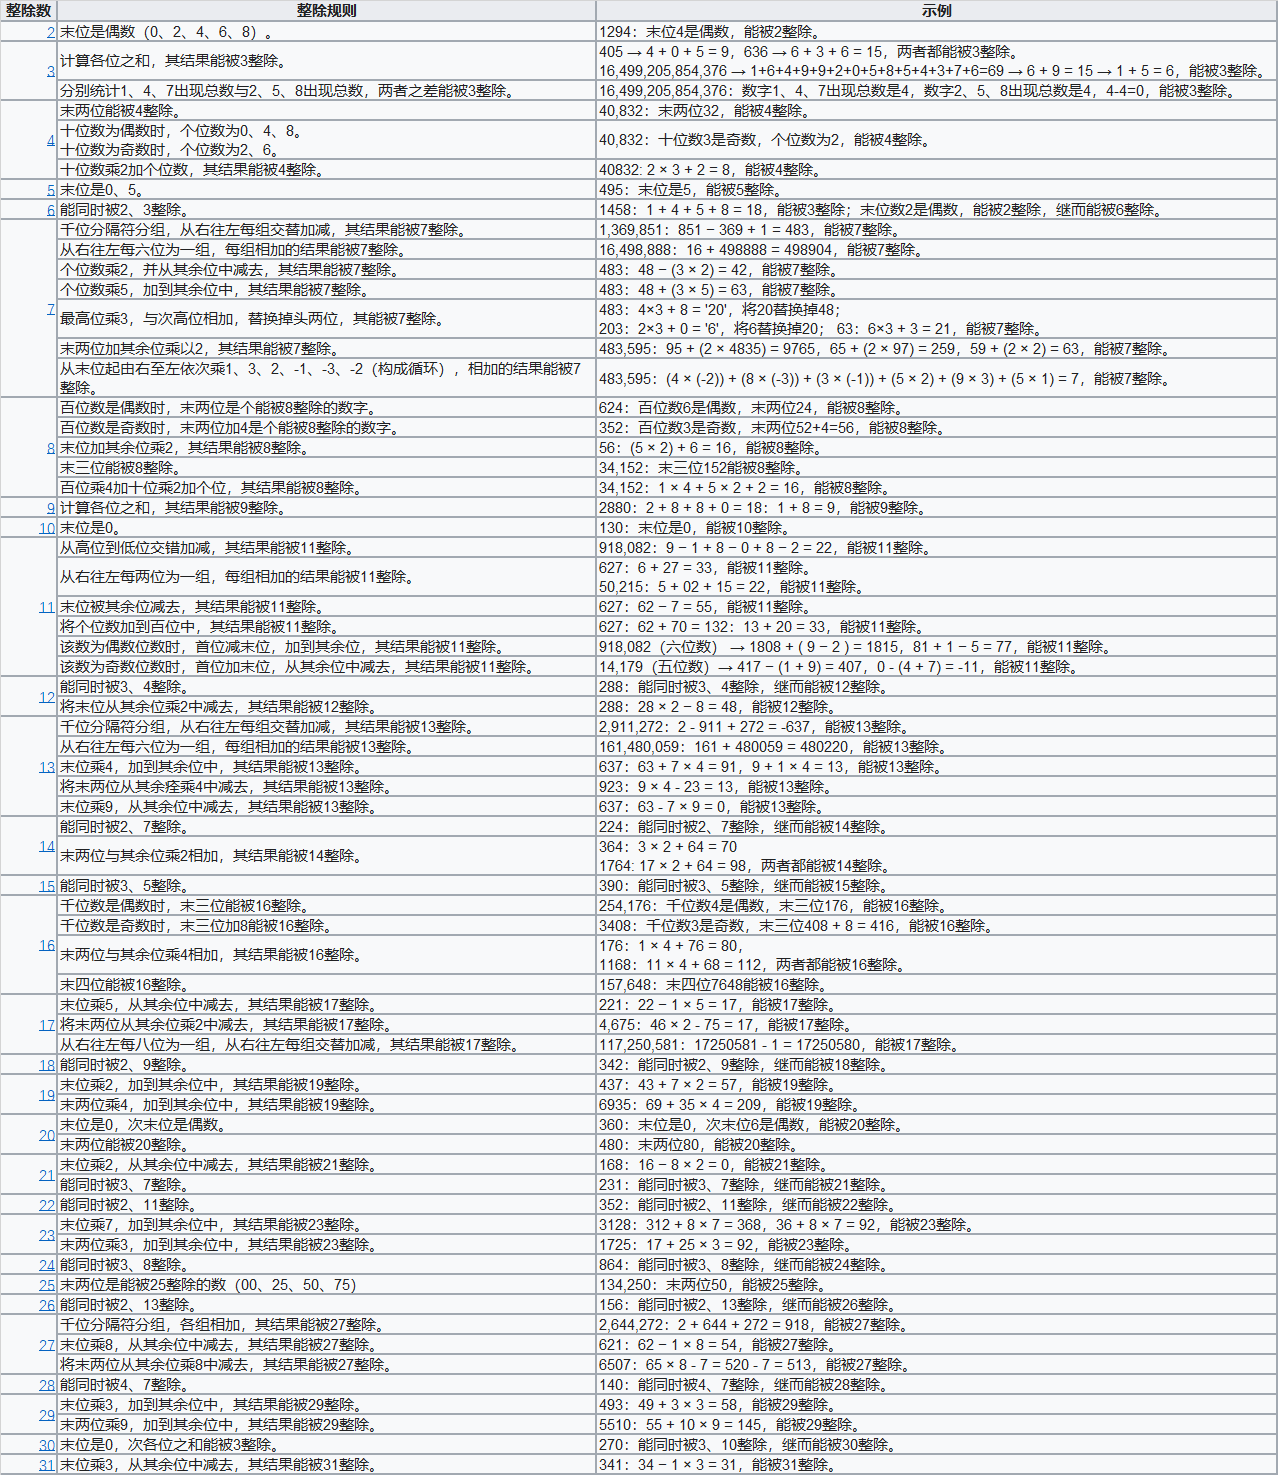 整除数 整除规则 示例
2 末位是偶数（0、2、4、6、8）。 1294：末位4是偶数，能被2整除。
3 计算各位之和，其结果能被3整除。 405 → 4 + 0 + 5 = 9，636 → 6 + 3 + 6 = 15，两者都能被3整除。
16,499,205,854,376 → 1+6+4+9+9+2+0+5+8+5+4+3+7+6=69 → 6 + 9 = 15 → 1 + 5 = 6，能被3整除。
分别统计1、4、7出现总数与2、5、8出现总数，两者之差能被3整除。 16,499,205,854,376：数字1、4、7出现总数是4，数字2、5、8出现总数是4，4-4=0，能被3整除。
4 末两位能被4整除。 40,832：末两位32，能被4整除。
十位数为偶数时，个位数为0、4、8。
十位数为奇数时，个位数为2、6。 40,832：十位数3是奇数，个位数为2，能被4整除。
十位数乘2加个位数，其结果能被4整除。 40832: 2 × 3 + 2 = 8，能被4整除。
5 末位是0、5。 495：末位是5，能被5整除。
6 能同时被2、3整除。 1458：1 + 4 + 5 + 8 = 18，能被3整除；末位数2是偶数，能被2整除，继而能被6整除。
7 千位分隔符分组，从右往左每组交替加减，其结果能被7整除。 1,369,851：851 − 369 + 1 = 483，能被7整除。
从右往左每六位为一组，每组相加的结果能被7整除。 16,498,888：16 + 498888 = 498904，能被7整除。
个位数乘2，并从其余位中减去，其结果能被7整除。 483：48 − (3 × 2) = 42，能被7整除。
个位数乘5，加到其余位中，其结果能被7整除。 483：48 + (3 × 5) = 63，能被7整除。
最高位乘3，与次高位相加，替换掉头两位，其能被7整除。 483：4×3 + 8 = '20'，将20替换掉48；
203：2×3 + 0 = '6'，将6替换掉20； 63：6×3 + 3 = 21，能被7整除。
末两位加其余位乘以2，其结果能被7整除。 483,595：95 + (2 × 4835) = 9765，65 + (2 × 97) = 259，59 + (2 × 2) = 63，能被7整除。
从末位起由右至左依次乘1、3、2、-1、-3、-2（构成循环），相加的结果能被7
整除。 483,595：(4 × (-2)) + (8 × (-3)) + (3 × (-1)) + (5 × 2) + (9 × 3) + (5 × 1) = 7，能被7整除。
8 百位数是偶数时，末两位是个能被8整除的数字。 624：百位数6是偶数，末两位24，能被8整除。
百位数是奇数时，末两位加4是个能被8整除的数字。 352：百位数3是奇数，末两位52+4=56，能被8整除。
末位加其余位乘2，其结果能被8整除。 56：(5 × 2) + 6 = 16，能被8整除。
末三位能被8整除。 34,152：末三位152能被8整除。
百位乘4加十位乘2加个位，其结果能被8整除。 34,152：1 × 4 + 5 × 2 + 2 = 16，能被8整除。
9 计算各位之和，其结果能被9整除。 2880：2 + 8 + 8 + 0 = 18：1 + 8 = 9，能被9整除。
10 末位是0。 130：末位是0，能被10整除。
11 从高位到低位交错加减，其结果能被11整除。 918,082：9 − 1 + 8 − 0 + 8 − 2 = 22，能被11整除。
从右往左每两位为一组，每组相加的结果能被11整除。 627：6 + 27 = 33，能被11整除。
50,215：5 + 02 + 15 = 22，能被11整除。
末位被其余位减去，其结果能被11整除。 627：62 − 7 = 55，能被11整除。
将个位数加到百位中，其结果能被11整除。 627：62 + 70 = 132：13 + 20 = 33，能被11整除。
该数为偶数位数时，首位减末位，加到其余位，其结果能被11整除。 918,082（六位数） → 1808 + ( 9 − 2 ) = 1815，81 + 1 − 5 = 77，能被11整除。
该数为奇数位数时，首位加末位，从其余位中减去，其结果能被11整除。 14,179（五位数）→ 417 − (1 + 9) = 407，0 - (4 + 7) = -11，能被11整除。
12 能同时被3、4整除。 288：能同时被3、4整除，继而能被12整除。
将末位从其余位乘2中减去，其结果能被12整除。 288：28 × 2 − 8 = 48，能被12整除。
13 千位分隔符分组，从右往左每组交替加减，其结果能被13整除。 2,911,272：2 - 911 + 272 = -637，能被13整除。
从右往左每六位为一组，每组相加的结果能被13整除。 161,480,059：161 + 480059 = 480220，能被13整除。
末位乘4，加到其余位中，其结果能被13整除。 637：63 + 7 × 4 = 91，9 + 1 × 4 = 13，能被13整除。
将末两位从其余痊乘4中减去，其结果能被13整除。 923：9 × 4 - 23 = 13，能被13整除。
末位乘9，从其余位中减去，其结果能被13整除。 637：63 - 7 × 9 = 0，能被13整除。
14 能同时被2、7整除。 224：能同时被2、7整除，继而能被14整除。
末两位与其余位乘2相加，其结果能被14整除。 364：3 × 2 + 64 = 70
1764: 17 × 2 + 64 = 98，两者都能被14整除。
15 能同时被3、5整除。 390：能同时被3、5整除，继而能被15整除。
16 千位数是偶数时，末三位能被16整除。 254,176：千位数4是偶数，末三位176，能被16整除。
千位数是奇数时，末三位加8能被16整除。 3408：千位数3是奇数，末三位408 + 8 = 416，能被16整除。
末两位与其余位乘4相加，其结果能被16整除。 176：1 × 4 + 76 = 80，
1168：11 × 4 + 68 = 112，两者都能被16整除。
末四位能被16整除。 157,648：末四位7648能被16整除。
17 末位乘5，从其余位中减去，其结果能被17整除。 221：22 − 1 × 5 = 17，能被17整除。
将末两位从其余位乘2中减去，其结果能被17整除。 4,675：46 × 2 - 75 = 17，能被17整除。
从右往左每八位为一组，从右往左每组交替加减，其结果能被17整除。 117,250,581：17250581 - 1 = 17250580，能被17整除。
18 能同时被2、9整除。 342：能同时被2、9整除，继而能被18整除。
19 末位乘2，加到其余位中，其结果能被19整除。 437：43 + 7 × 2 = 57，能被19整除。
末两位乘4，加到其余位中，其结果能被19整除。 6935：69 + 35 × 4 = 209，能被19整除。
20 末位是0，次末位是偶数。 360：末位是0，次末位6是偶数，能被20整除。
末两位能被20整除。 480：末两位80，能被20整除。
21 末位乘2，从其余位中减去，其结果能被21整除。 168：16 − 8 × 2 = 0，能被21整除。
能同时被3、7整除。 231：能同时被3、7整除，继而能被21整除。
22 能同时被2、11整除。 352：能同时被2、11整除，继而能被22整除。
23 末位乘7，加到其余位中，其结果能被23整除。 3128：312 + 8 × 7 = 368，36 + 8 × 7 = 92，能被23整除。
末两位乘3，加到其余位中，其结果能被23整除。 1725：17 + 25 × 3 = 92，能被23整除。
24 能同时被3、8整除。 864：能同时被3、8整除，继而能被24整除。
25 末两位是能被25整除的数（00、25、50、75） 134,250：末两位50，能被25整除。
26 能同时被2、13整除。 156：能同时被2、13整除，继而能被26整除。
27 千位分隔符分组，各组相加，其结果能被27整除。 2,644,272：2 + 644 + 272 = 918，能被27整除。
末位乘8，从其余位中减去，其结果能被27整除。 621：62 − 1 × 8 = 54，能被27整除。
将末两位从其余位乘8中减去，其结果能被27整除。 6507：65 × 8 - 7 = 520 - 7 = 513，能被27整除。
28 能同时被4、7整除。 140：能同时被4、7整除，继而能被28整除。
29 末位乘3，加到其余位中，其结果能被29整除。 493：49 + 3 × 3 = 58，能被29整除。
末两位乘9，加到其余位中，其结果能被29整除。 5510：55 + 10 × 9 = 145，能被29整除。
30 末位是0，次各位之和能被3整除。 270：能同时被3、10整除，继而能被30整除。
31 末位乘3，从其余位中减去，其结果能被31整除。 341：34 − 1 × 3 = 31，能被31整除。